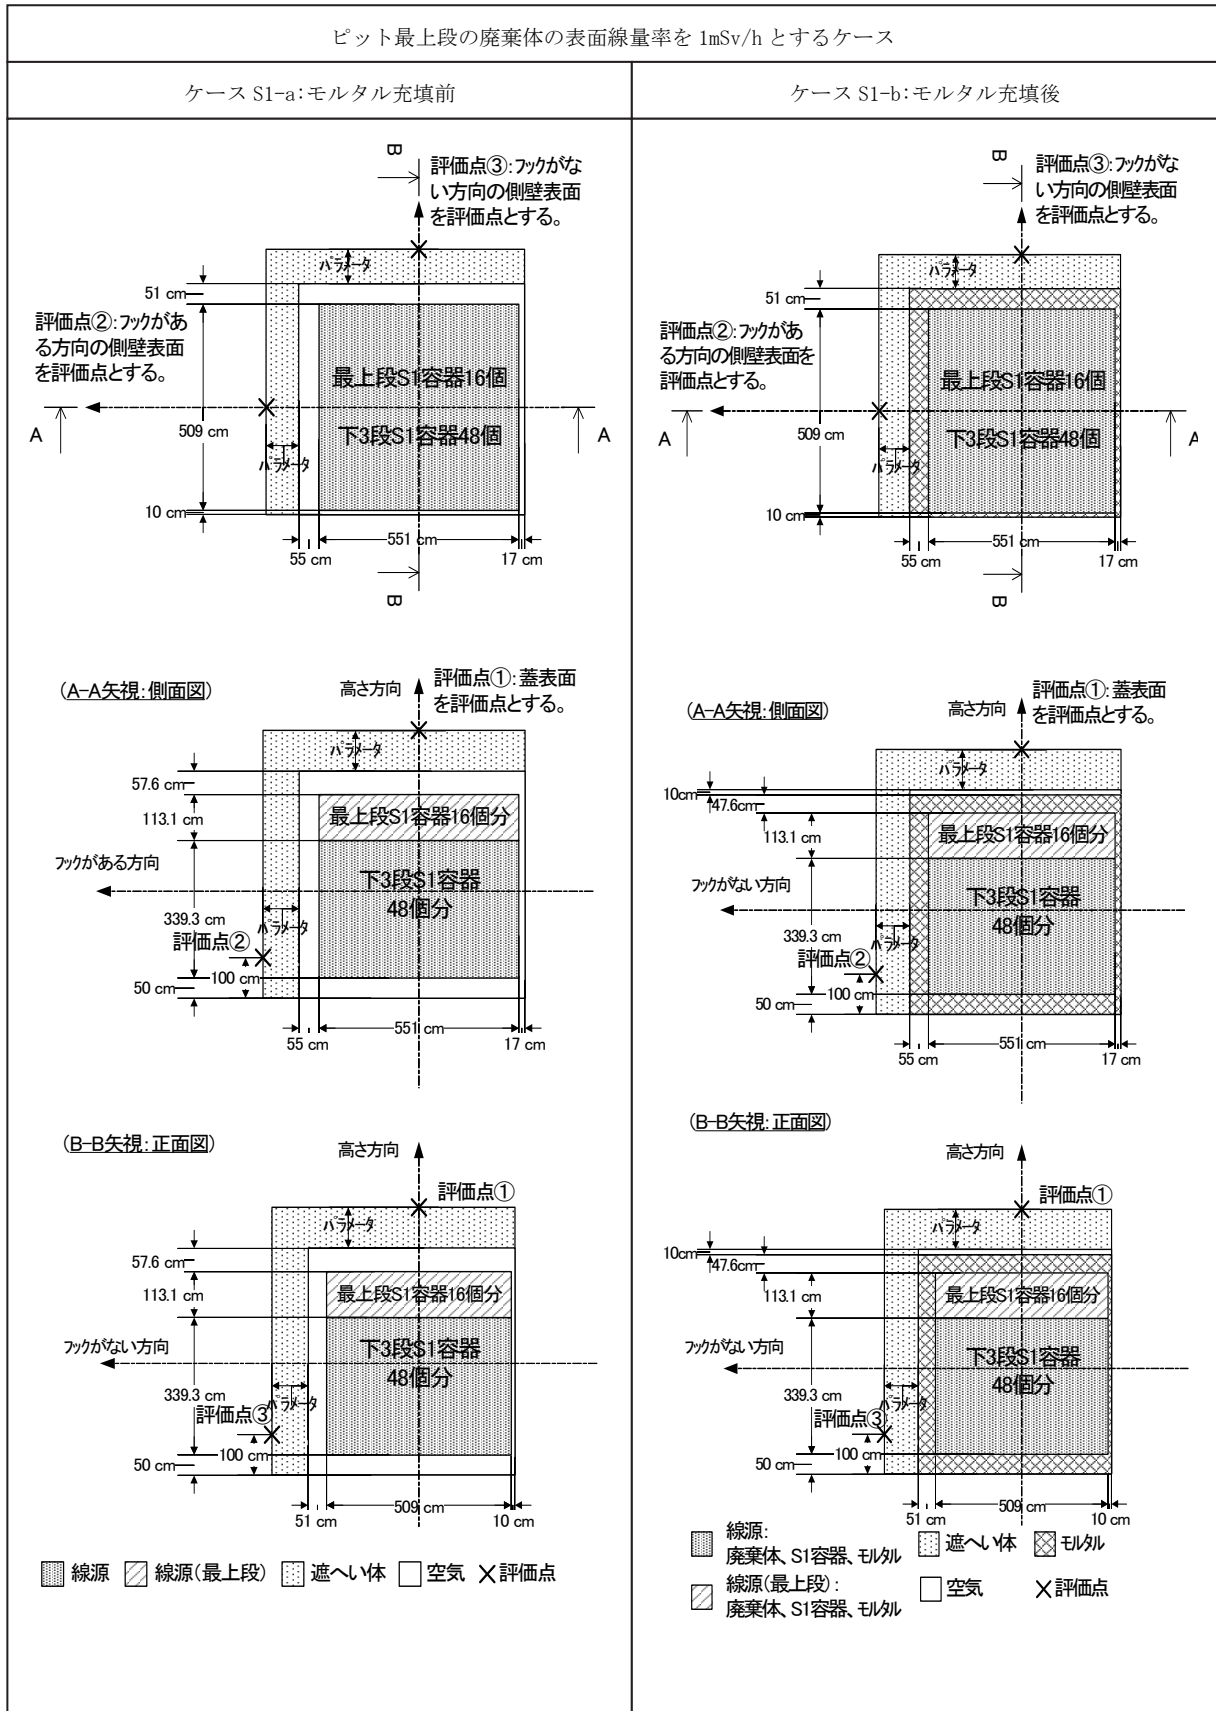 ピット最上段の廃棄体の表面線量率を 1mSv/h とするケース
ケース S1-a:モルタル充填前
B
評価点③:フックがな
い方向の側壁表面
を評価点とする。
パラメータ
51 cm
評価点②:フックがあ
る方向の側壁表面
を評価点とする。
最上段S1容器16個
A
A
509 cm
下3段S1容器48個
パラメータ
10 cm
551 cm
55 cm
17 cm
B
(A-A矢視:側面図)
高さ方向
評価点①:蓋表面
を評価点とする。
パラメータ
57.6 cm
113.1 cm
最上段S1容器16個分
フックがある方向
下3段S1容器
48個分
339.3 cm
パラメータ
評価点②
100 cm
50 cm
551 cm
55 cm
17 cm
(B-B矢視:正面図)
高さ方向
評価点①
パラメータ
57.6 cm
113.1 cm
最上段S1容器16個分
フックがない方向
下3段S1容器
48個分
339.3 cm
パラメータ
評価点③
100 cm
50 cm
509 cm
51 cm
10 cm
線源
線源(最上段)
遮へい体
空気
評価点
ケース S1-b:モルタル充填後
B
評価点③:フックがな
い方向の側壁表面
を評価点とする。
パラメータ
51 cm
評価点②:フックがあ
る方向の側壁表面を
評価点とする。
最上段S1容器16個
A
A
509 cm
下3段S1容器48個
パラメータ
10 cm
551 cm
55 cm
17 cm
B
(A-A矢視:側面図)
高さ方向
評価点①:蓋表面
を評価点とする。
パラメータ
10cm
47.6cm
113.1 cm
最上段S1容器16個分
フックがない方向
下3段S1容器
48個分
339.3 cm
パラメータ
評価点②
100 cm
50 cm
551 cm
55 cm
17 cm
(B-B矢視:正面図)
高さ方向
評価点①
パラメータ
10cm
47.6cm
113.1 cm
最上段S1容器16個分
フックがない方向
下3段S1容器
48個分
339.3 cm
パラメータ
評価点③
100 cm
50 cm
509 cm
51 cm
10 cm
線源:
廃棄体、S1容器、モルタル
遮へい体
モルタル
線源(最上段):
廃棄体、S1容器、モルタル
空気
評価点